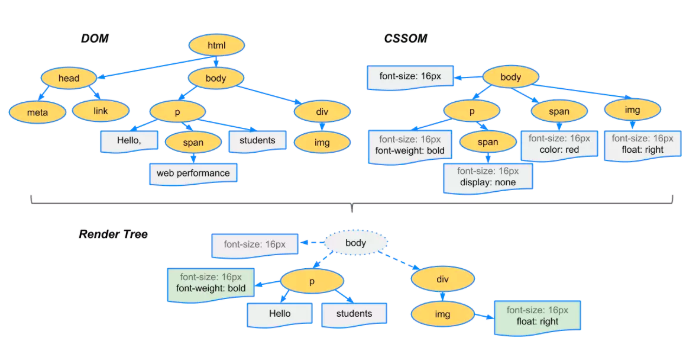 DOM
html
head
body
meta
link
p
div
Hello,
span
students
img
web performance
CSSOM
font-size: 16px
body
p
span
img
font-size: 16px
font-weight: bold
span
font-size: 16px
color: red
font-size: 16px
float: right
font-size: 16px
display: none
Render Tree
font-size: 16px
body
font-size: 16px
font-weight: bold
p
div
Hello
students
img
font-size: 16px
float: right